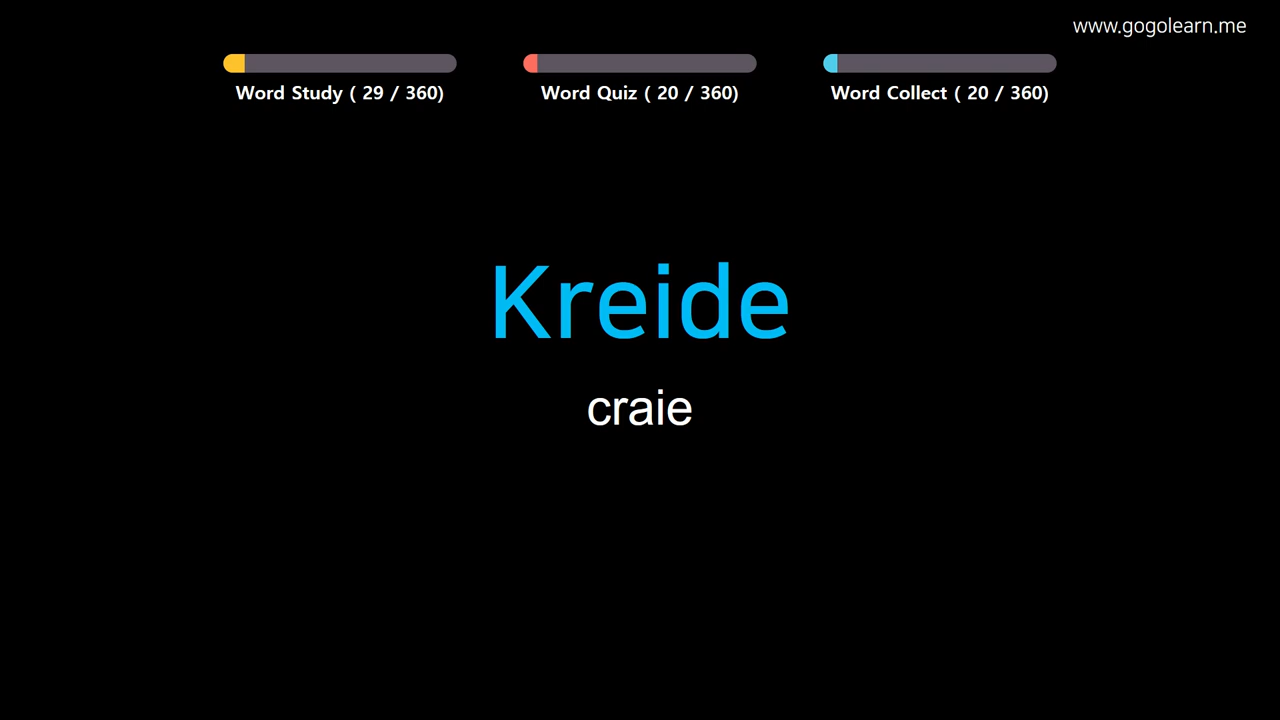 www.gogolearn.me
Word Study ( 29 / 360)
Word Quiz ( 20 / 360)
Word Collect ( 20 / 360)
Kreide
craie